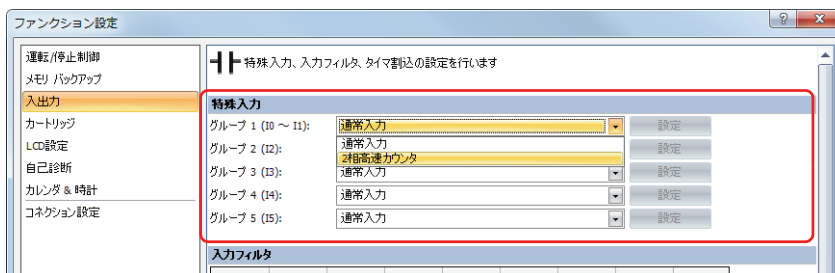 ファンクション設定
運転/停止制御
メモリ バックアップ
入出力
カートリッジ
LCD設定
自己診断
カレンダ & 時計
コネクション設定
特殊入力、入力フィルタ、タイマ割込の設定を行います
特殊入力
グループ 1 (I0 ～ I1): 通常入力 設定
通常入力
グループ 2 (I2): 設定
2相高速カウンタ
グループ 3 (I3): 通常入力 設定
グループ 4 (I4): 通常入力 設定
グループ 5 (I5): 通常入力 設定
入力フィルタ